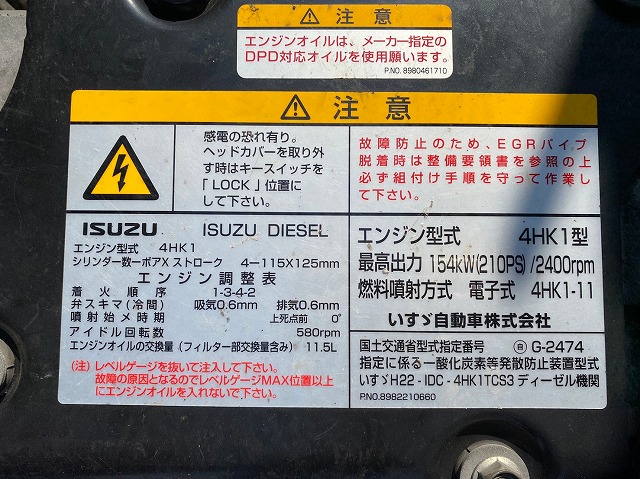 注意
エンジンオイルは、メーカー指定の
DPD対応オイルを使用願います。
P.NO. 8980461710
注意
感電の恐れ有り。
ヘッドカバーを取り外
す時はキースイッチを
「LOCK」位置に
して下さい。
故障防止のため、EGRパイプ
脱着時は整備要領書を参照の上
必ず組付け手順を守って作業し
て下さい。
ISUZU ISUZU DIESEL
エンジン型式 4HK1
シリンダー数ーボアX ストローク 4ー115X125mm
エンジン調整表
着火順序 1-3-4-2
弁スキマ(冷間) 吸気0.6mm 排気0.6mm
噴射始メ時期 上死点前 0°
アイドル回転数 580rpm
エンジンオイルの交換量(フィルター部交換量含み) 11.5L
(注) レベルゲージを抜いて注入して下さい。
故障の原因となるのでレベルゲージMAX位置以上
にエンジンオイルを入れないで下さい。
エンジン型式 4HK1型
最高出力 154kW(210PS)/2400rpm
燃料噴射方式 電子式 4HK1-11
いすゞ自動車株式会社
国土交通省型式指定番号 G-2474
指定に係る一酸化炭素等発散防止装置型式
いすゞH22 - IDC - 4HK1TCS3 ディーゼル機関
P.NO.8982210660